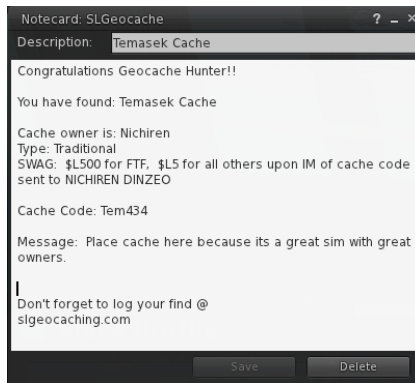 Notecard: SLGeocache ? _ ×
Description: Temasek Cache
Congratulations Geocache Hunter!!
You have found: Temasek Cache
Cache owner is: Nichiren
Type: Traditional
SWAG: $L500 for FTF, $L5 for all others upon IM of cache code
sent to NICHIREN DINZEO
Cache Code: Tem434
Message: Place cache here because its a great sim with great
owners.
Don't forget to log your find @
slgeocaching.com
Save Delete